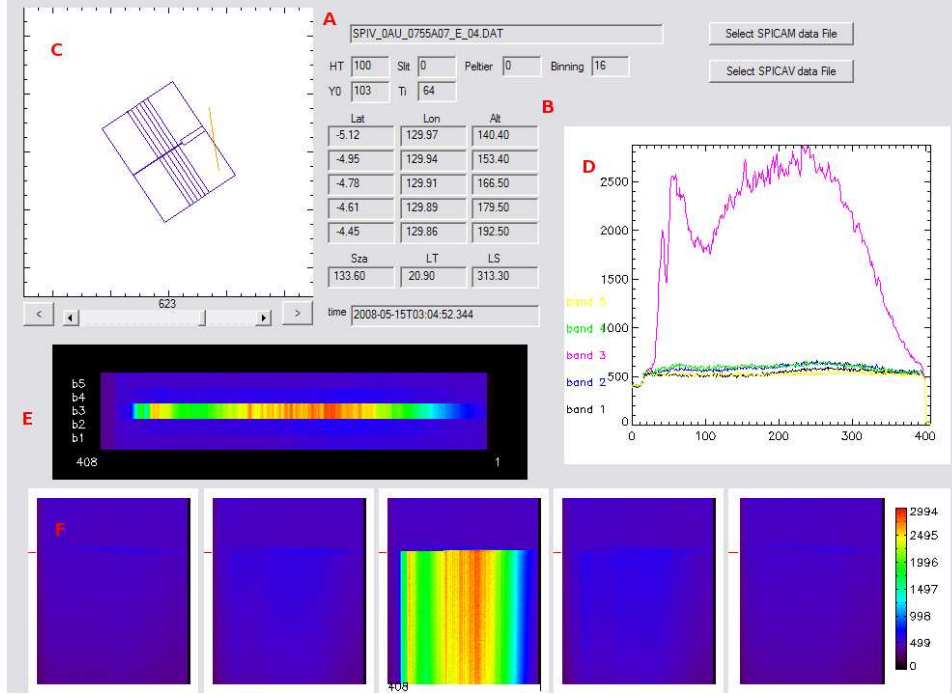 A
SPIV_0AU_0755A07_E_04.DAT
Select SPICAM data File
C
HT 100 Slit 0 Peltier 0 Binning 16
Select SPICAV data File
Y0 103 Ti 64
B
Lat Lon Alt
-5.12 129.97 140.40
-4.95 129.94 153.40
-4.78 129.91 166.50
-4.61 129.89 179.50
-4.45 129.86 192.50
Sza LT LS
133.60 20.90 313.30
623
< >
time 2008-05-15T03:04:52.344
D
2500
2000
1500
1000
500
0
0 100 200 300 400
band 5
band 4
band 3
band 2
band 1
E
b5
b4
b3
b2
b1
408 1
F
408 1
2994
2495
1996
1497
998
499
0